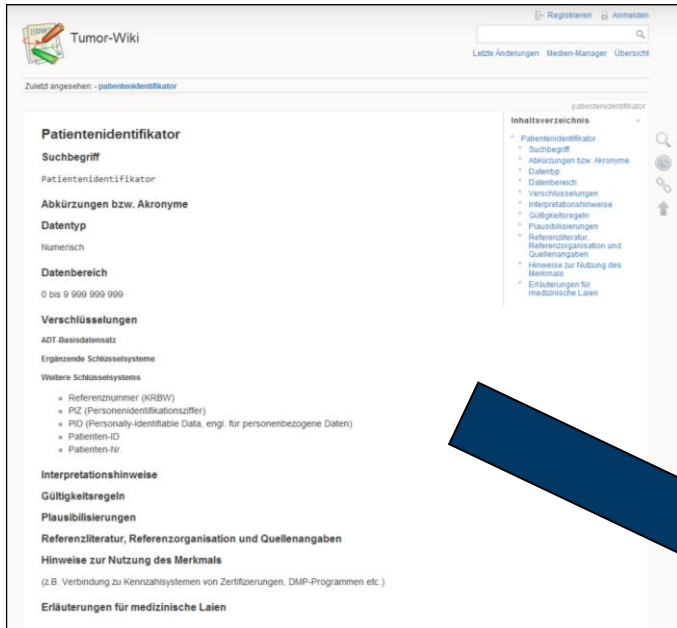 Registrieren Anmelden
Tumor-Wiki
Letzte Änderungen Medien-Manager Übersicht
Zuletzt angesehen: • patientenidentifikator
patientenidentifikator
Patientenidentifikator
Suchbegriff
Patientenidentifikator
Abkürzungen bzw. Akronyme
Datentyp
Numerisch
Datenbereich
0 bis 9 999 999 999
Verschlüsselungen
ADT-Basisdatensatz
Ergänzende Schlüsselsysteme
Weitere Schlüsselsystems
Referenznummer (KRBW)
PIZ (Personenidentifikationsziffer)
PID (Personally-Identifiable Data, engl. für personenbezogene Daten)
Patienten-ID
Patienten-Nr.
Interpretationshinweise
Gültigkeitsregeln
Plausibilisierungen
Referenzliteratur, Referenzorganisation und Quellenangaben
Hinweise zur Nutzung des Merkmals
(z.B. Verbindung zu Kennzahlsystemen von Zertifizierungen, DMP-Programmen etc.)
Erläuterungen für medizinische Laien
Inhaltsverzeichnis
Patientenidentifikator
Suchbegriff
Abkürzungen bzw. Akronyme
Datentyp
Datenbereich
Verschlüsselungen
Interpretationshinweise
Gültigkeitsregeln
Plausibilisierungen
Referenzliteratur,
Referenzorganisation und
Quellenangaben
Hinweise zur Nutzung des
Merkmals
Erläuterungen für
medizinische Laien